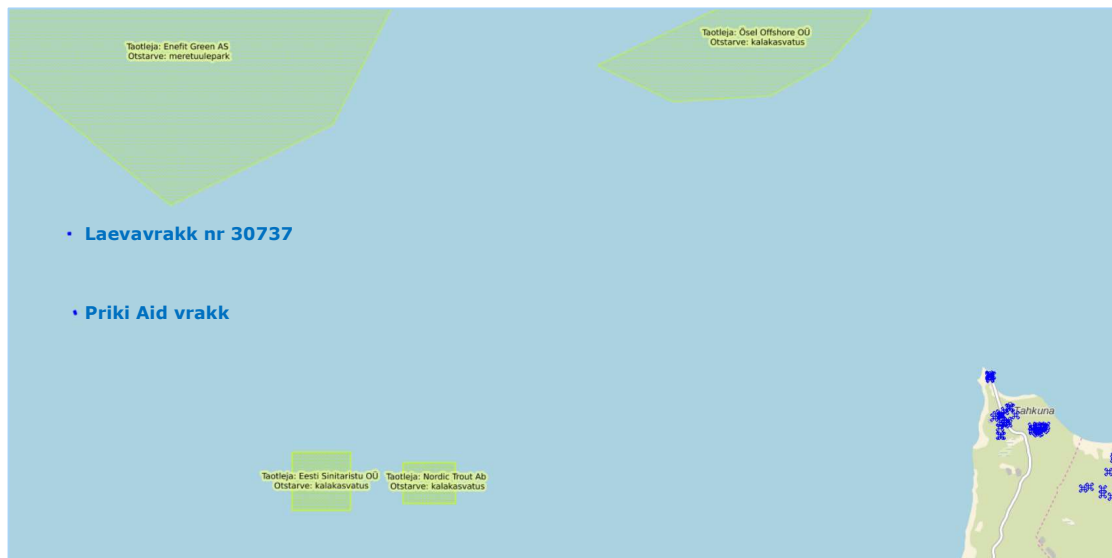 Taotleja: Enefit Green AS
Otstarve: meretuulepark
Taotleja: Ösel Offshore OÜ
Otstarve: kalakasvatus
Laevavrakk nr 30737
Priki Aid vrakk
Tahkuna
Taotleja: Eesti Sinitaristu OÜ
Otstarve: kalakasvatus
Taotleja: Nordic Trout Ab
Otstarve: kalakasvatus